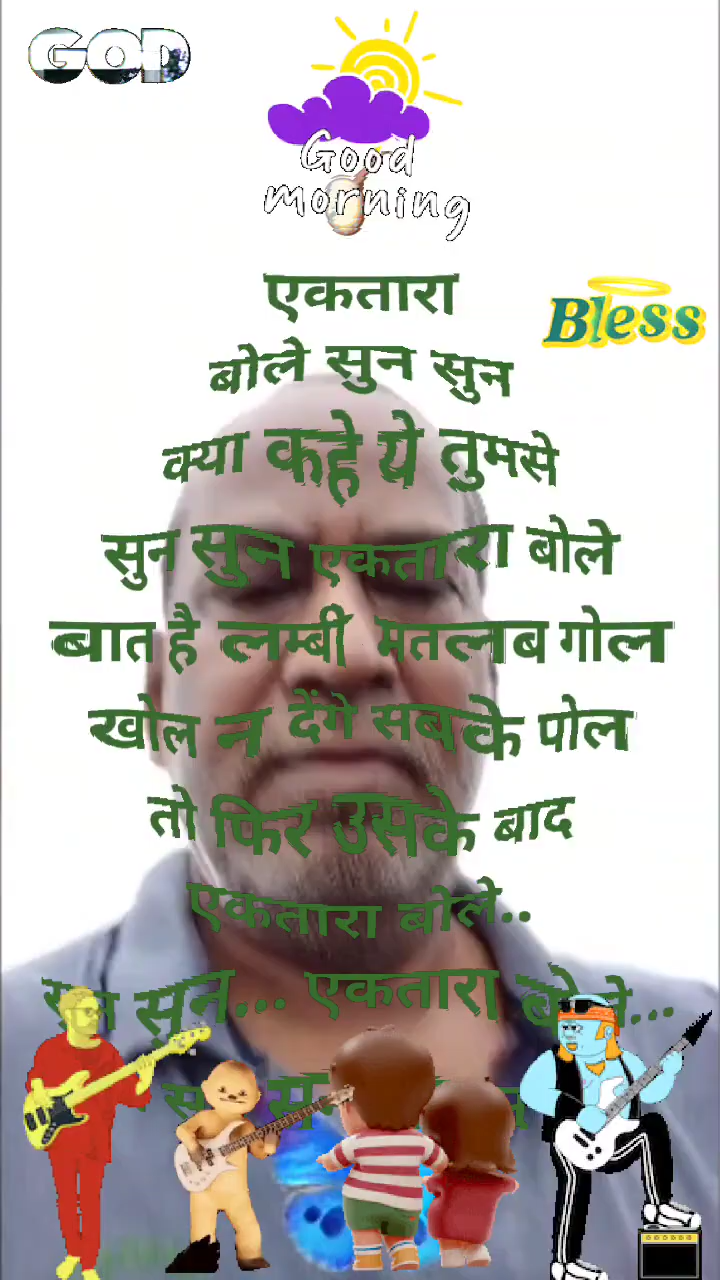 GOD
Good
morning
एकतारा
Bless
बोले सुन सुन
क्या कहे ये तुमसे
सुन सुन एकतारा बोले
बात है लम्बी मतलब गोल
खोल न देंगे सबके पोल
तो फिर उसके बाद
एकतारा बोले..
सुन सुन... एकतारा बोले...